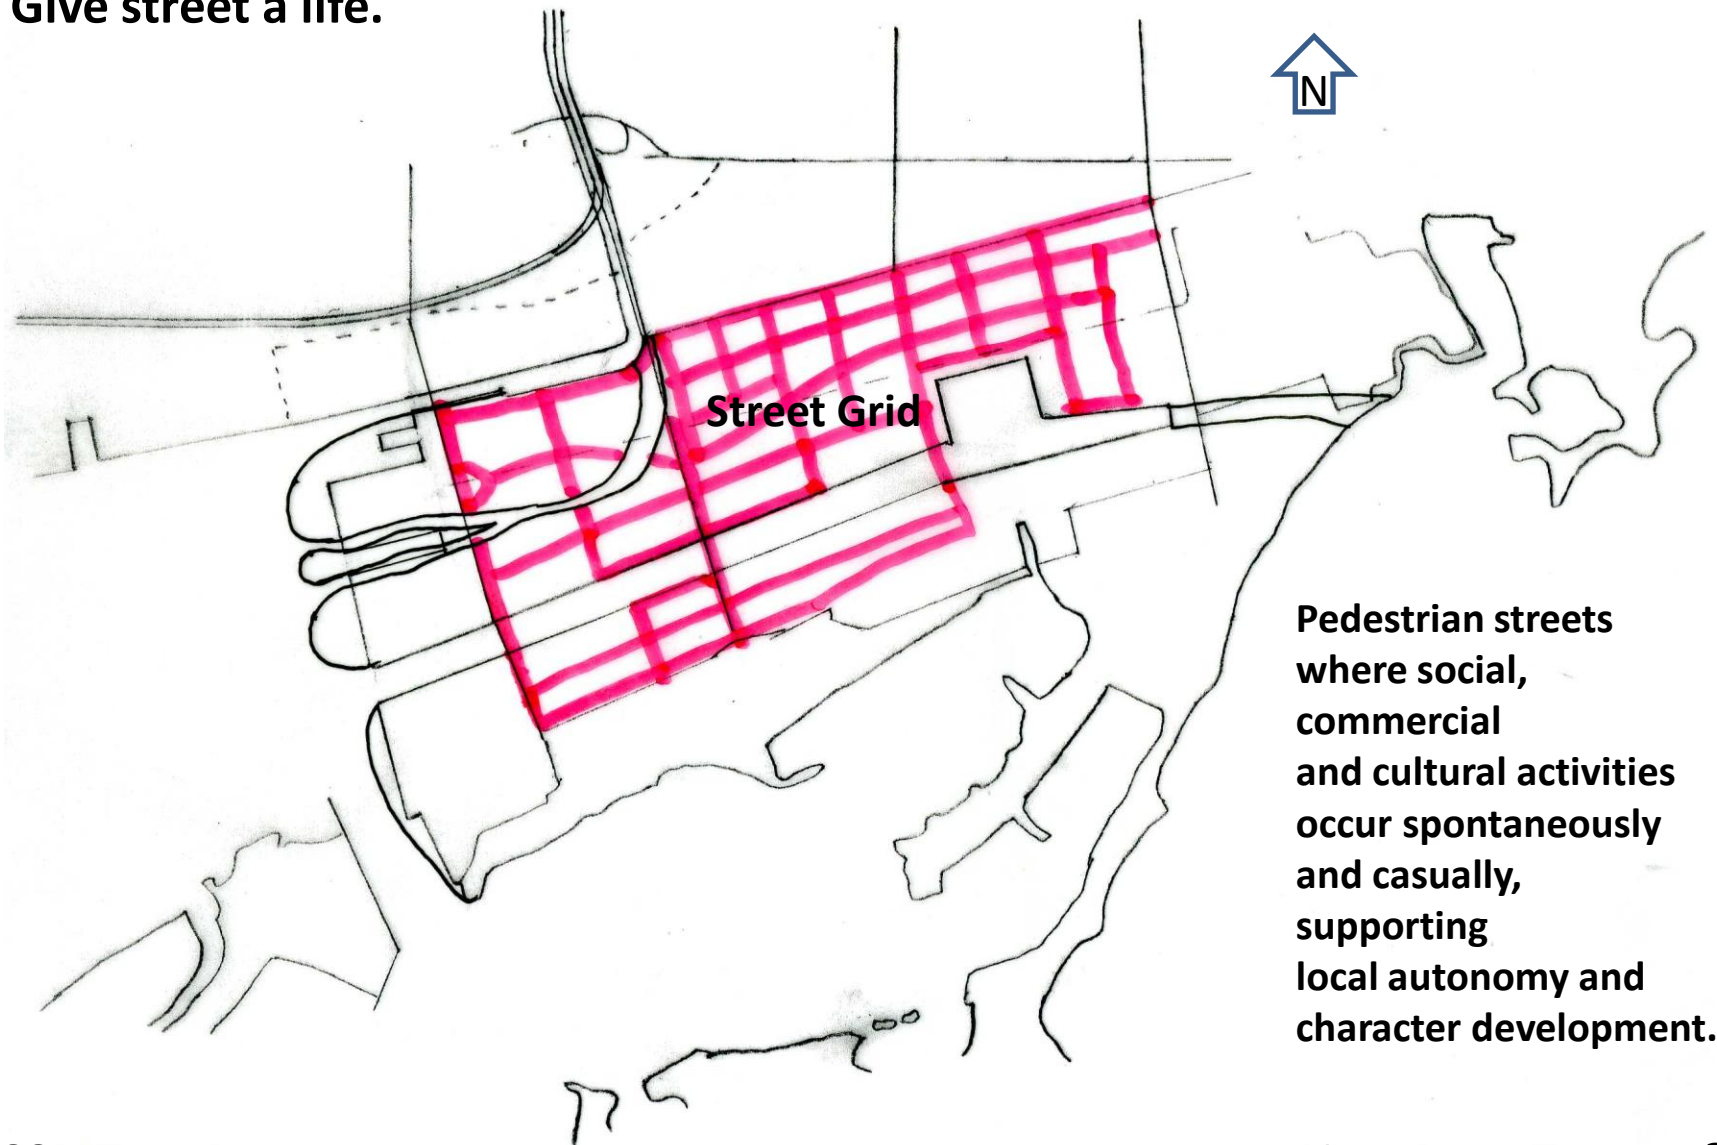 Give street a life.
N
Street Grid
Pedestrian streets
where social,
commercial
and cultural activities
occur spontaneously
and casually,
supporting
local autonomy and
character development.